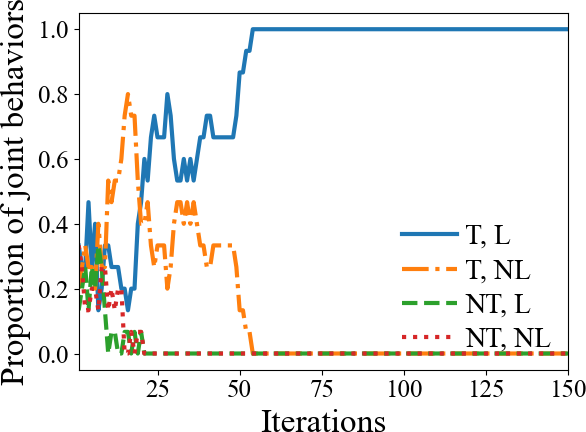 Proportion of joint behaviors
1.0
0.8
0.6
0.4
0.2
0.0
T, L
T, NL
NT, L
NT, NL
25 50 75 100 125 150
Iterations